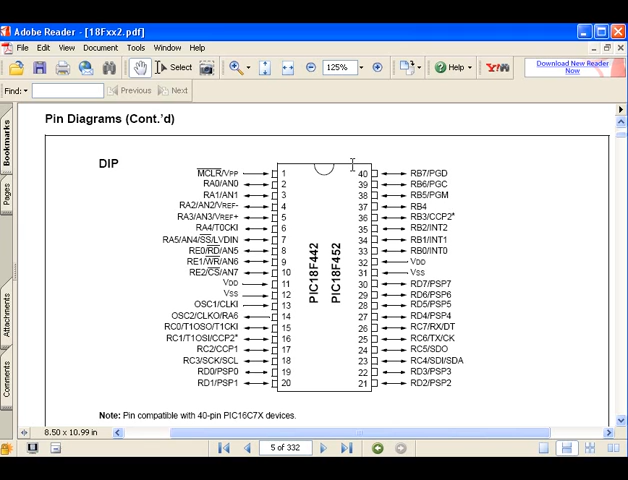 Adobe Reader - [18Fxx2.pdf]
File Edit View Document Tools Window Help
Select 125% Help Y! Download New Reader Now
Find: Previous Next
Bookmarks
Pages
Attachments
Comments
Pin Diagrams (Cont.'d)
DIP
MCLR/VPP 1 40 RB7/PGD
RA0/AN0 2 39 RB6/PGC
RA1/AN1 3 38 RB5/PGM
RA2/AN2/VREF- 4 37 RB4
RA3/AN3/VREF+ 5 36 RB3/CCP2*
RA4/T0CKI 6 35 RB2/INT2
RA5/AN4/SS/LVDIN 7 34 RB1/INT1
RE0/RD/AN5 8 33 RB0/INT0
RE1/WR/AN6 9 32 VDD
RE2/CS/AN7 10 31 VSS
VDD 11 30 RD7/PSP7
VSS 12 29 RD6/PSP6
OSC1/CLKI 13 28 RD5/PSP5
OSC2/CLKO/RA6 14 27 RD4/PSP4
RC0/T1OSO/T1CKI 15 26 RC7/RX/DT
RC1/T1OSI/CCP2* 16 25 RC6/TX/CK
RC2/CCP1 17 24 RC5/SDO
RC3/SCK/SCL 18 23 RC4/SDI/SDA
RD0/PSP0 19 22 RD3/PSP3
RD1/PSP1 20 21 RD2/PSP2
PIC18F442
PIC18F452
Note: Pin compatible with 40-pin PIC16C7X devices.
8.50 x 10.99 in
5 of 332